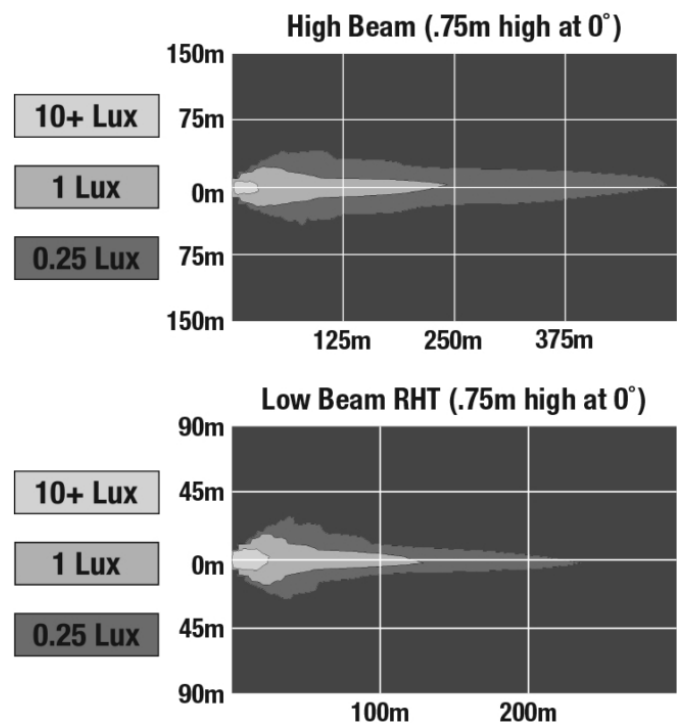 High Beam (.75m high at 0˚)
150m
75m
0m
75m
150m
10+ Lux
1 Lux
0.25 Lux
125m 250m 375m
Low Beam RHT (.75m high at 0˚)
90m
45m
0m
45m
90m
10+ Lux
1 Lux
0.25 Lux
100m 200m